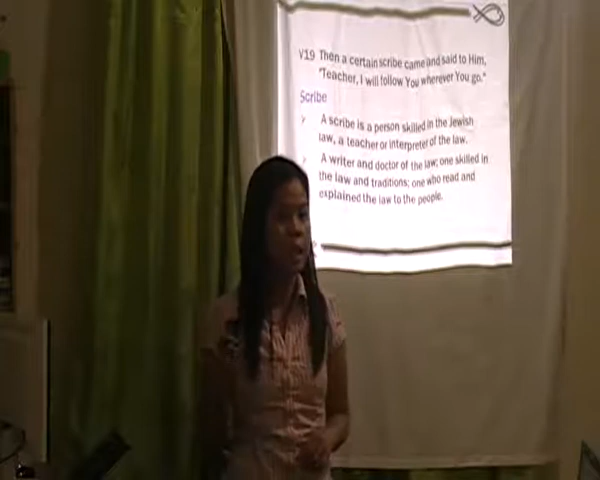 V19 Then a certain scribe came and said to Him,
"Teacher, I will follow You wherever You go."
Scribe
A scribe is a person skilled in the Jewish
law, a teacher or interpreter of the law.
A writer and doctor of the law; one skilled in
the law and traditions; one who read and
explained the law to the people.